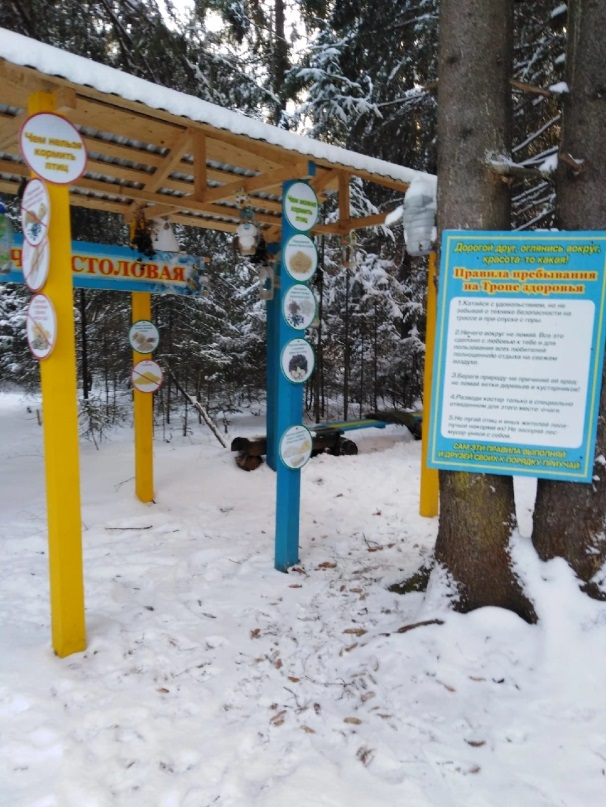 Чем нельзя
кормить
птиц
СТОЛОВАЯ
Чем можно
кормить
птиц
Дорогой друг, оглянись вокруг,
- красота-то какая!
Правила пребывания
на Тропе здоровья
1.Катайся с удовольствием, но не
забывай о технике безопасности на
трассе и при спуске с горы.
2.Ничего вокруг не ломай. Все это
сделано с любовью к тебе и для
пользования всех любителей
полноценного отдыха на свежем
воздухе.
3.Береги природу не причиняй ей вред
не ломай ветки деревьев и кустарников!
4.Разводи костер только в специально
отведенном для этого месте- очаге.
5.Не пугай птиц и иных жителей леса-
лучше накорми их! Не засоряй лес
мусор унеси с собой.
САМ ЭТИ ПРАВИЛА ВЫПОЛНЯЙ
И ДРУЗЕЙ СВОИХ К ПОРЯДКУ ПРИУЧАЙ